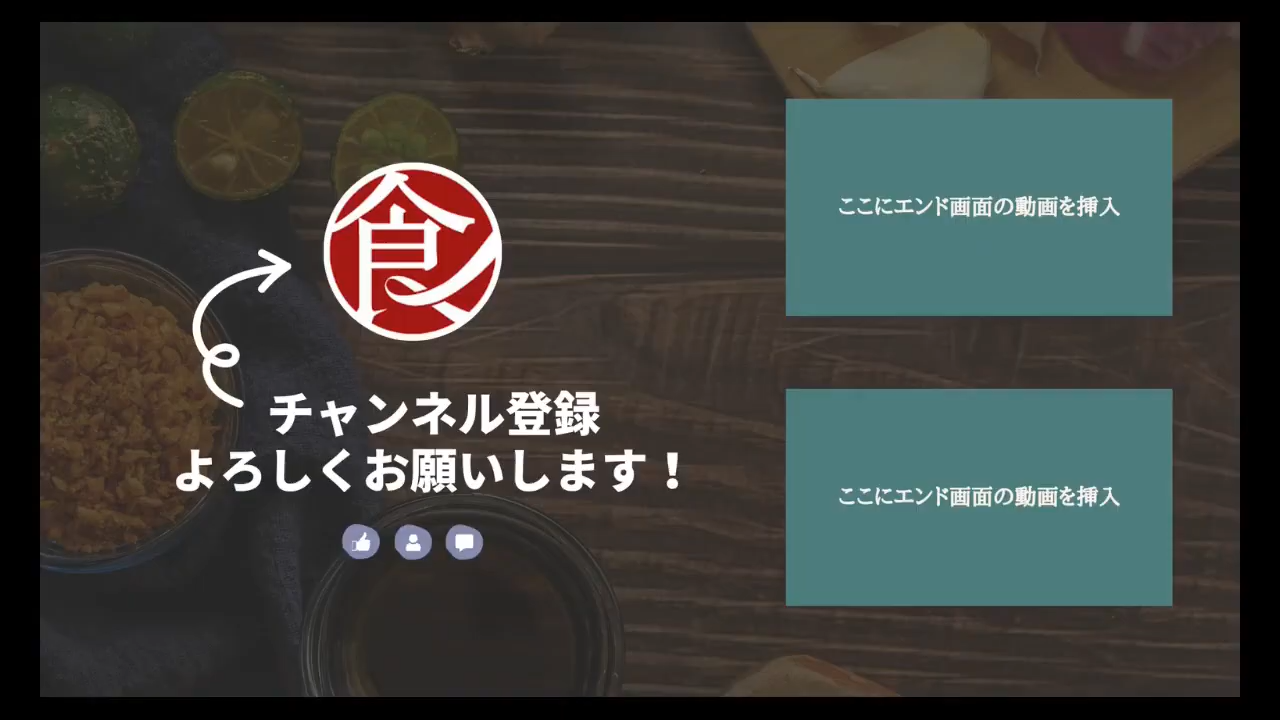 食
チャンネル登録
よろしくお願いします！
ここにエンド画面の動画を挿入
ここにエンド画面の動画を挿入